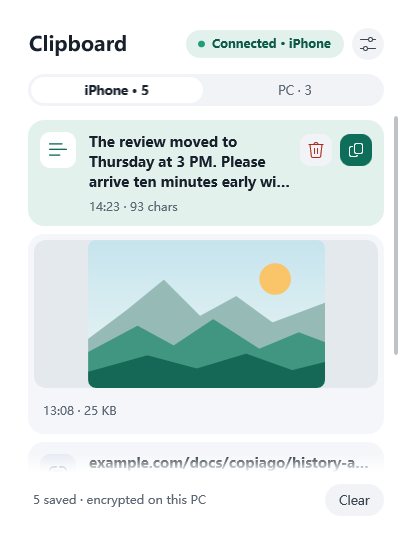 Clipboard
Connected • iPhone
iPhone • 5
PC · 3
The review moved to
Thursday at 3 PM. Please
arrive ten minutes early wi...
14:23 · 93 chars
13:08 · 25 KB
example.com/docs/copiago/history-a...
5 saved · encrypted on this PC
Clear